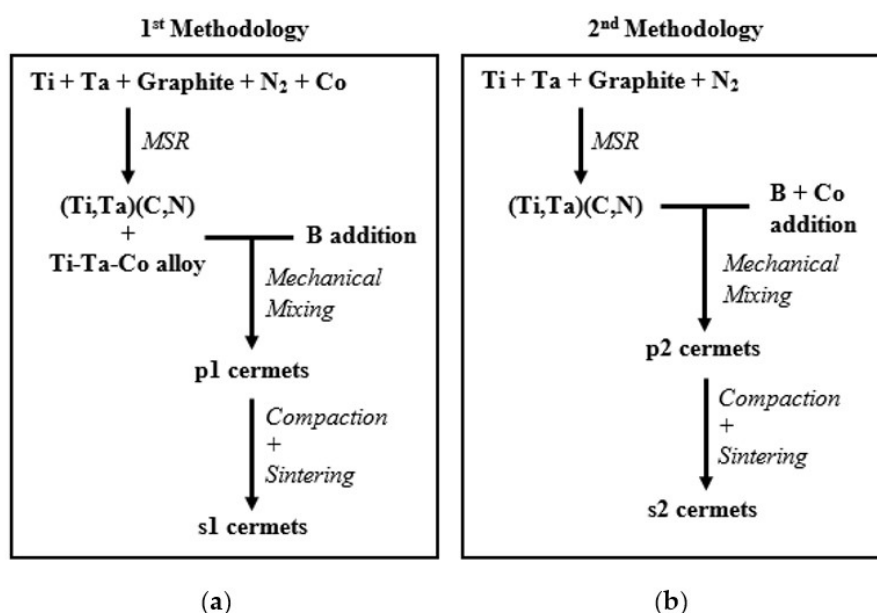 1st Methodology
Ti + Ta + Graphite + N2 + Co
MSR
(Ti,Ta)(C,N)
+
Ti-Ta-Co alloy
B addition
Mechanical
Mixing
p1 cermets
Compaction
+
Sintering
s1 cermets
(a)
2nd Methodology
Ti + Ta + Graphite + N2
MSR
(Ti,Ta)(C,N)
B + Co
addition
Mechanical
Mixing
p2 cermets
Compaction
+
Sintering
s2 cermets
(b)